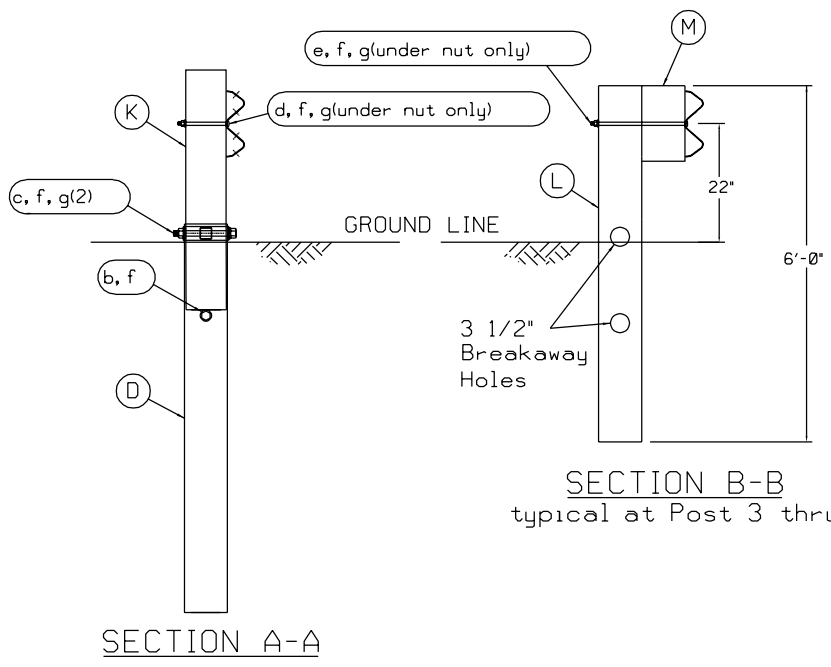 e, f, g(under nut only)
M
K
d, f, g(under nut only)
L
c, f, g(2)
22"
GROUND LINE
6'-0"
b, f
3 1/2"
Breakaway
Holes
D
SECTION B-B
typical at Post 3 thru
SECTION A-A